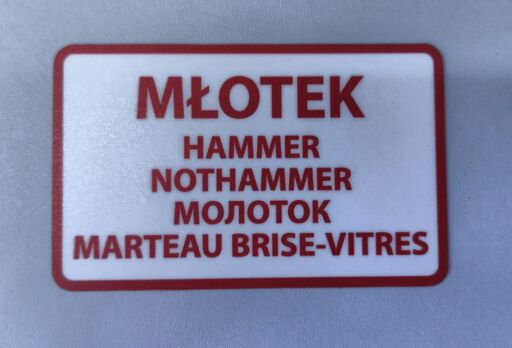 MŁOTEK
HAMMER
NOTHAMMER
МОЛОТОК
MARTEAU BRISE-VITRES